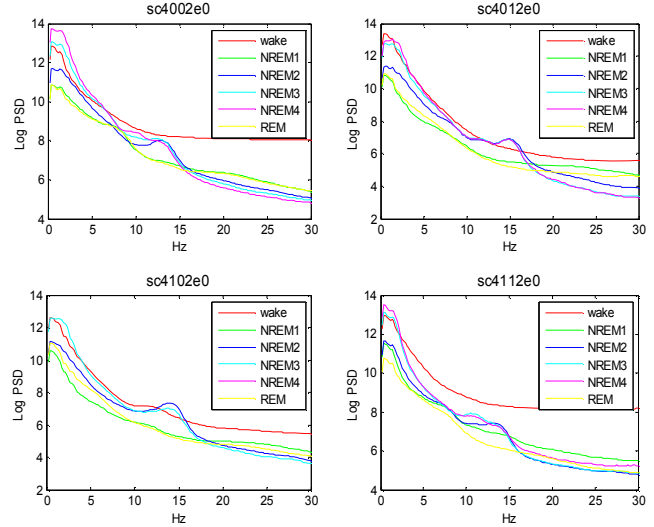 sc4002e0
14
12
10
8
6
4
Log PSD
0 5 10 15 20 25 30
Hz
wake
NREM1
NREM2
NREM3
NREM4
REM
sc4012e0
14
12
10
8
6
4
2
Log PSD
0 5 10 15 20 25 30
Hz
wake
NREM1
NREM2
NREM3
NREM4
REM
sc4102e0
14
12
10
8
6
4
2
Log PSD
0 5 10 15 20 25 30
Hz
wake
NREM1
NREM2
NREM3
NREM4
REM
sc4112e0
14
12
10
8
6
4
Log PSD
0 5 10 15 20 25 30
Hz
wake
NREM1
NREM2
NREM3
NREM4
REM